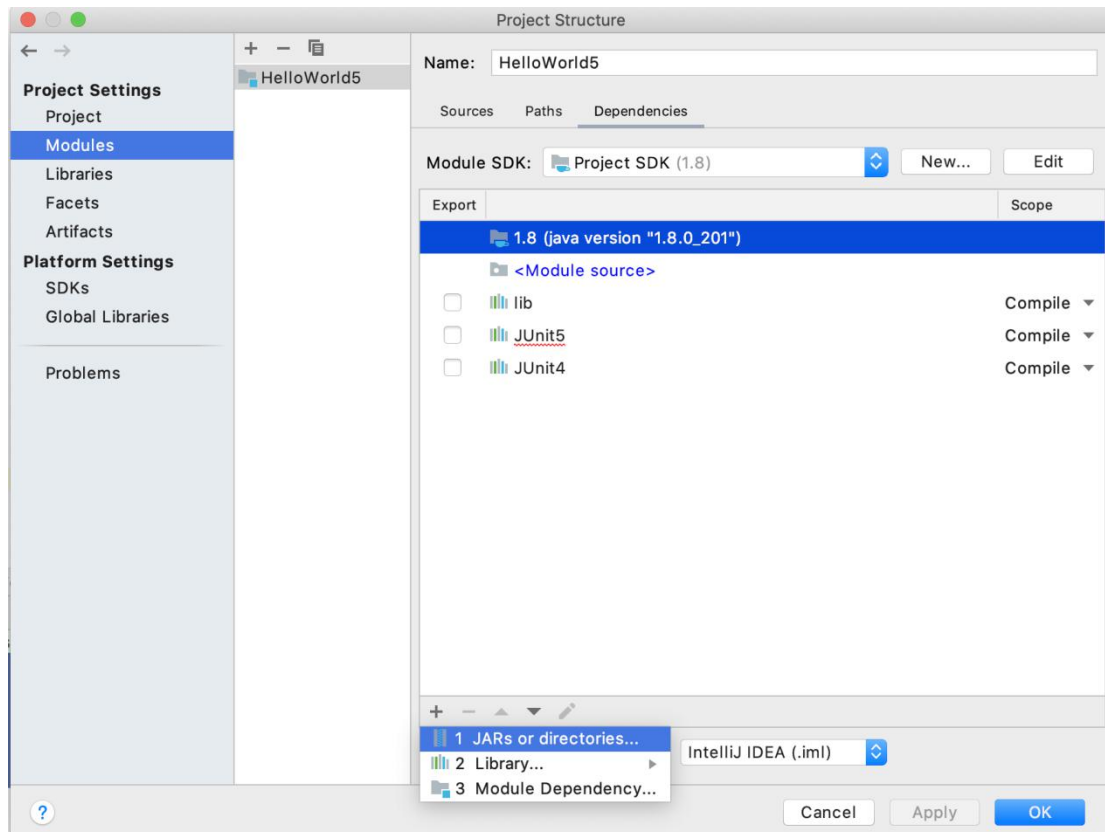 Project Structure
Project Settings
Project
Modules
Libraries
Facets
Artifacts
Platform Settings
SDKs
Global Libraries
Problems
HelloWorld5
Name: HelloWorld5
Sources Paths Dependencies
Module SDK: Project SDK (1.8) New... Edit
Export Scope
1.8 (java version "1.8.0_201")
<Module source>
lib Compile
JUnit5 Compile
JUnit4 Compile
1 JARs or directories...
2 Library...
3 Module Dependency...
IntelliJ IDEA (.iml)
? Cancel Apply OK